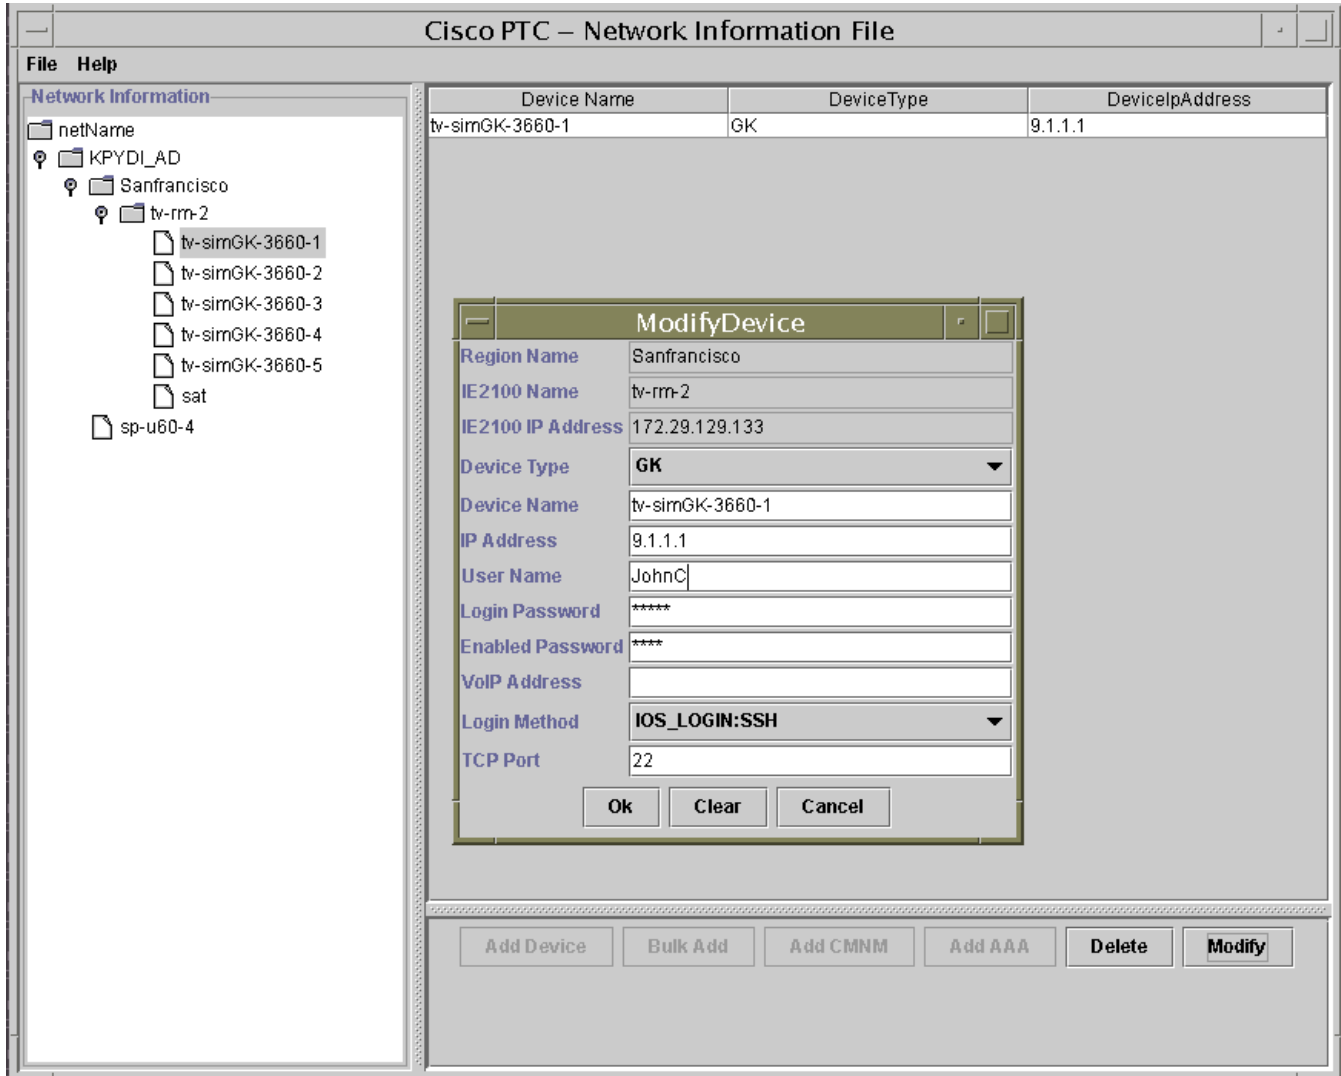 Cisco PTC – Network Information File
File Help
Network Information
netName
KPYDI_AD
Sanfrancisco
tv-rm-2
tv-simGK-3660-1
tv-simGK-3660-2
tv-simGK-3660-3
tv-simGK-3660-4
tv-simGK-3660-5
sat
sp-u60-4
Device Name DeviceType DeviceIpAddress
tv-simGK-3660-1 GK 9.1.1.1
ModifyDevice
Region Name Sanfrancisco
IE2100 Name tv-rm-2
IE2100 IP Address 172.29.129.133
Device Type GK
Device Name tv-simGK-3660-1
IP Address 9.1.1.1
User Name JohnC
Login Password *****
Enabled Password ****
VoIP Address
Login Method IOS_LOGIN:SSH
TCP Port 22
Ok Clear Cancel
Add Device Bulk Add Add CMNM Add AAA Delete Modify